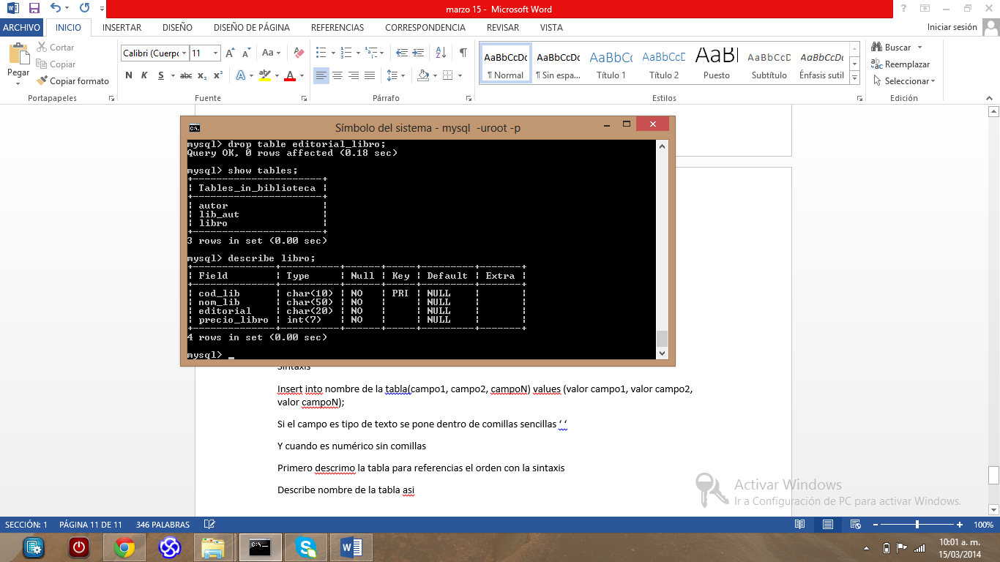 marzo 15 -  Microsoft Word
ARCHIVO INICIO INSERTAR DISEÑO DISEÑO DE PÁGINA REFERENCIAS CORRESPONDENCIA REVISAR VISTA Iniciar sesión
Pegar
Cortar
Copiar
Copiar formato
Portapapeles
Calibri (Cuerpo 11
N K S abc x₂ x²
Fuente
Párrafo
AaBbCcDc AaBbCcDc AaBbCc AaBbCcD AaBl AaBbCcD AaBbCcDc
¶ Normal ¶ Sin espa... Título 1 Título 2 Puesto Subtítulo Énfasis sutil
Estilos
Buscar
Reemplazar
Seleccionar
Edición
Símbolo del sistema - mysql  -uroot -p
mysql> drop table editorial_libro;
Query OK, 0 rows affected (0.18 sec)
mysql> show tables;
+----------------------+
| Tables_in_biblioteca |
+----------------------+
| autor                |
| lib_aut              |
| libro                |
+----------------------+
3 rows in set (0.00 sec)
mysql> describe libro;
+--------------+----------+------+-----+---------+-------+
| Field        | Type     | Null | Key | Default | Extra |
+--------------+----------+------+-----+---------+-------+
| cod_lib      | char(10) | NO   | PRI | NULL    |       |
| nom_lib      | char(50) | NO   |     | NULL    |       |
| editorial    | char(20) | NO   |     | NULL    |       |
| precio_libro | int(7)   | NO   |     | NULL    |       |
+--------------+----------+------+-----+---------+-------+
4 rows in set (0.00 sec)
mysql> _
Sintaxis
Insert into nombre de la tabla(campo1, campo2, campoN) values (valor campo1, valor campo2,
valor campoN);
Si el campo es tipo de texto se pone dentro de comillas sencillas ‘ ‘
Y cuando es numérico sin comillas
Primero descrimo la tabla para referencias el orden con la sintaxis
Describe nombre de la tabla asi
Activar Windows
Ir a Configuración de PC para activar Windows.
SECCIÓN: 1 PÁGINA 11 DE 11 346 PALABRAS 100%
10:01 a. m.
15/03/2014